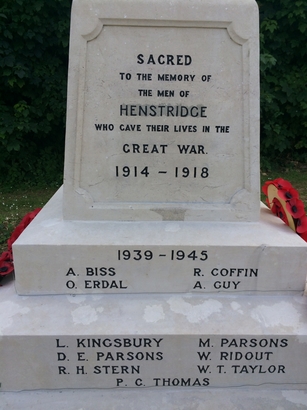 SACRED
TO THE MEMORY OF
THE MEN OF
HENSTRIDGE
WHO GAVE THEIR LIVES IN THE
GREAT WAR.
1914 - 1918
1939 - 1945
A. BISS R. COFFIN
O. ERDAL A. GUY
L. KINGSBURY M. PARSONS
D. E. PARSONS W. RIDOUT
R. H. STERN W. T. TAYLOR
P. C. THOMAS